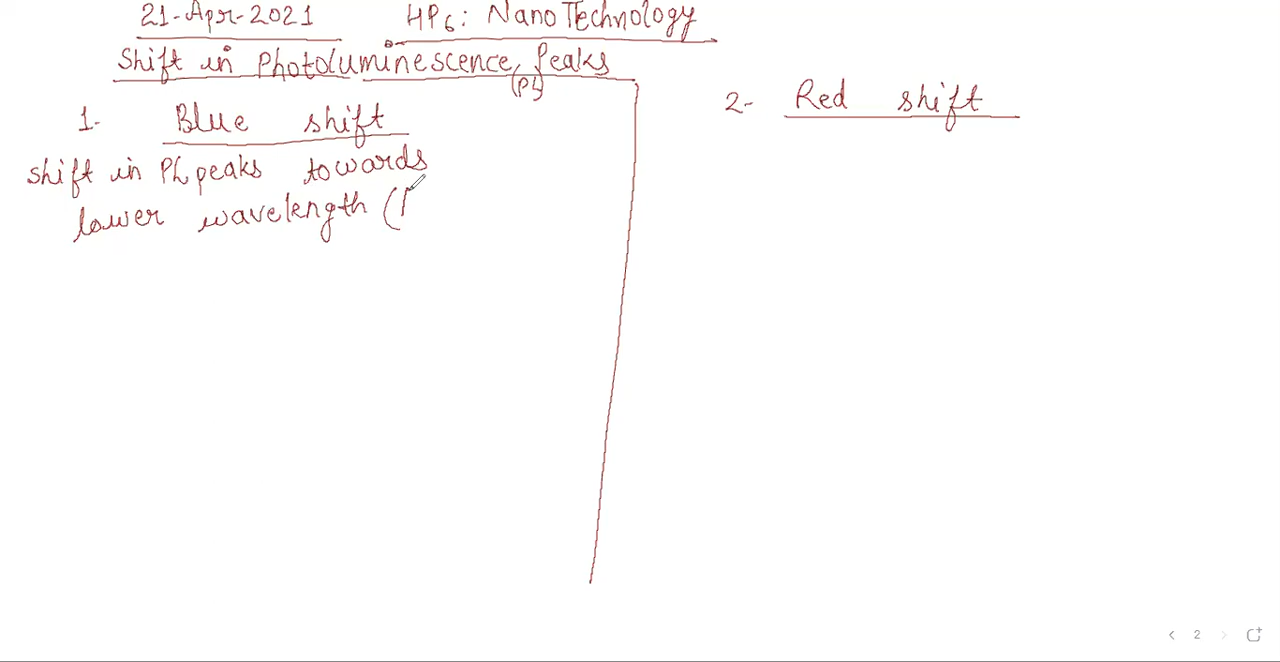 21-Apr-2021 HP6: NanoTechnology
Shift in Photoluminescence Peaks
(PL)
1- Blue shift
shift in PL peaks towards
lower wavelength (
2- Red shift
2